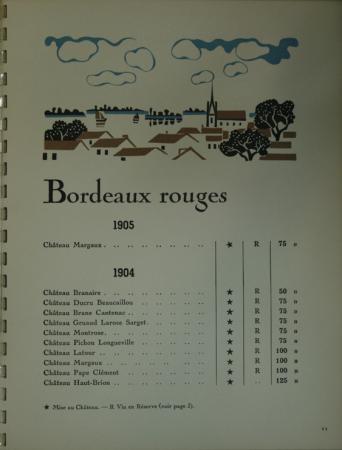 Bordeaux rouges
1905
Château Margaux . . . . . . . . . ★ R 75 »
1904
Château Branaire . . . . . . . ★ R 50 »
Château Ducru Beaucaillou . . . . . . ★ R 75 »
Château Brane Cantenac . . . . . . . ★ R 75 »
Château Gruaud Larose Sarget . . . . . . ★ R 75 »
Château Montrose . . . . . . . . ★ R 75 »
Château Pichon Longueville . . . . . . ★ R 75 »
Château Latour . . . . . . . . ★ R 100 »
Château Margaux . . . . . . . . ★ R 100 »
Château Pape Clément . . . . . . . ★ R 100 »
Château Haut-Brion . . . . . . . . ★ .. 125 »
★ Mise au Château. — R Vin en Réserve (voir page 2).